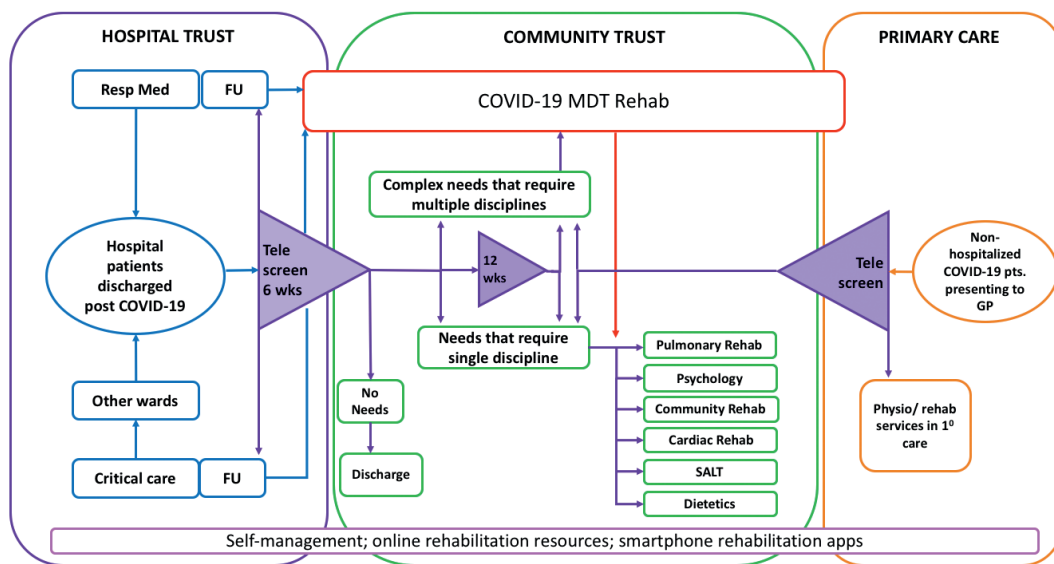 HOSPITAL TRUST
COMMUNITY TRUST
PRIMARY CARE
Resp Med
FU
COVID-19 MDT Rehab
Complex needs that require
multiple disciplines
Hospital
patients
discharged
post COVID-19
Tele
screen
6 wks
12
wks
Tele
screen
Non-
hospitalized
COVID-19 pts.
presenting to
GP
Needs that require
single discipline
Pulmonary Rehab
Psychology
Community Rehab
Cardiac Rehab
SALT
Dietetics
No
Needs
Discharge
Other wards
Critical care
FU
Physio/ rehab
services in 1⁰
care
Self-management; online rehabilitation resources; smartphone rehabilitation apps